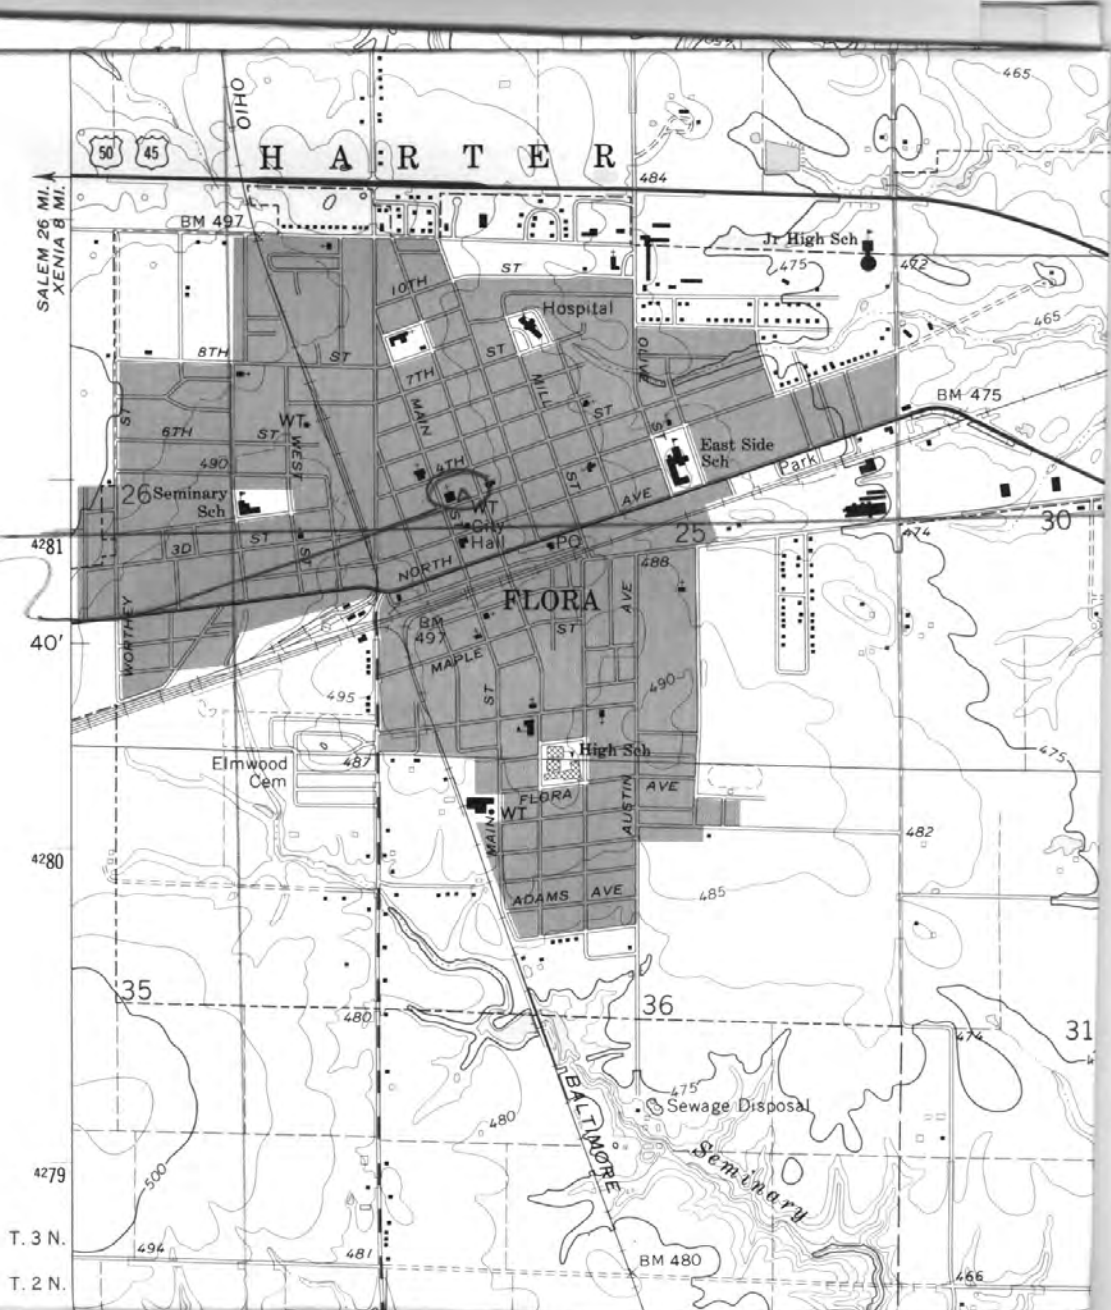 465
OHIO
50 45
HARTER
484
SALEM 26 MI.
XENIA 8 MI.
BM 497
Jr High Sch
ST
475
472
10TH
Hospital
465
8TH ST
ST
OLIVE
7TH
MILL
MAIN
BM 475
ST
ST
WT
6TH ST
WEST
ST
East Side
Sch
4TH
490
Park
ST
AVE
26
Seminary
Sch
WT
ST
City
Hall
30
25
474
4281
3D ST
ST
PO
NORTH
488
FLORA
AVE
BM
497
ST
40'
WORTHEY
MAPLE
ST
490
495
High Sch
475
Elmwood
Cem
487
FLORA AVE
AUSTIN
WT
MAIN
482
4280
ADAMS AVE
485
35
36
480
474
31
BALTIMORE
475
Sewage Disposal
480
Seminary
4279
500
T. 3 N.
494
481
BM 480
T. 2 N.
466